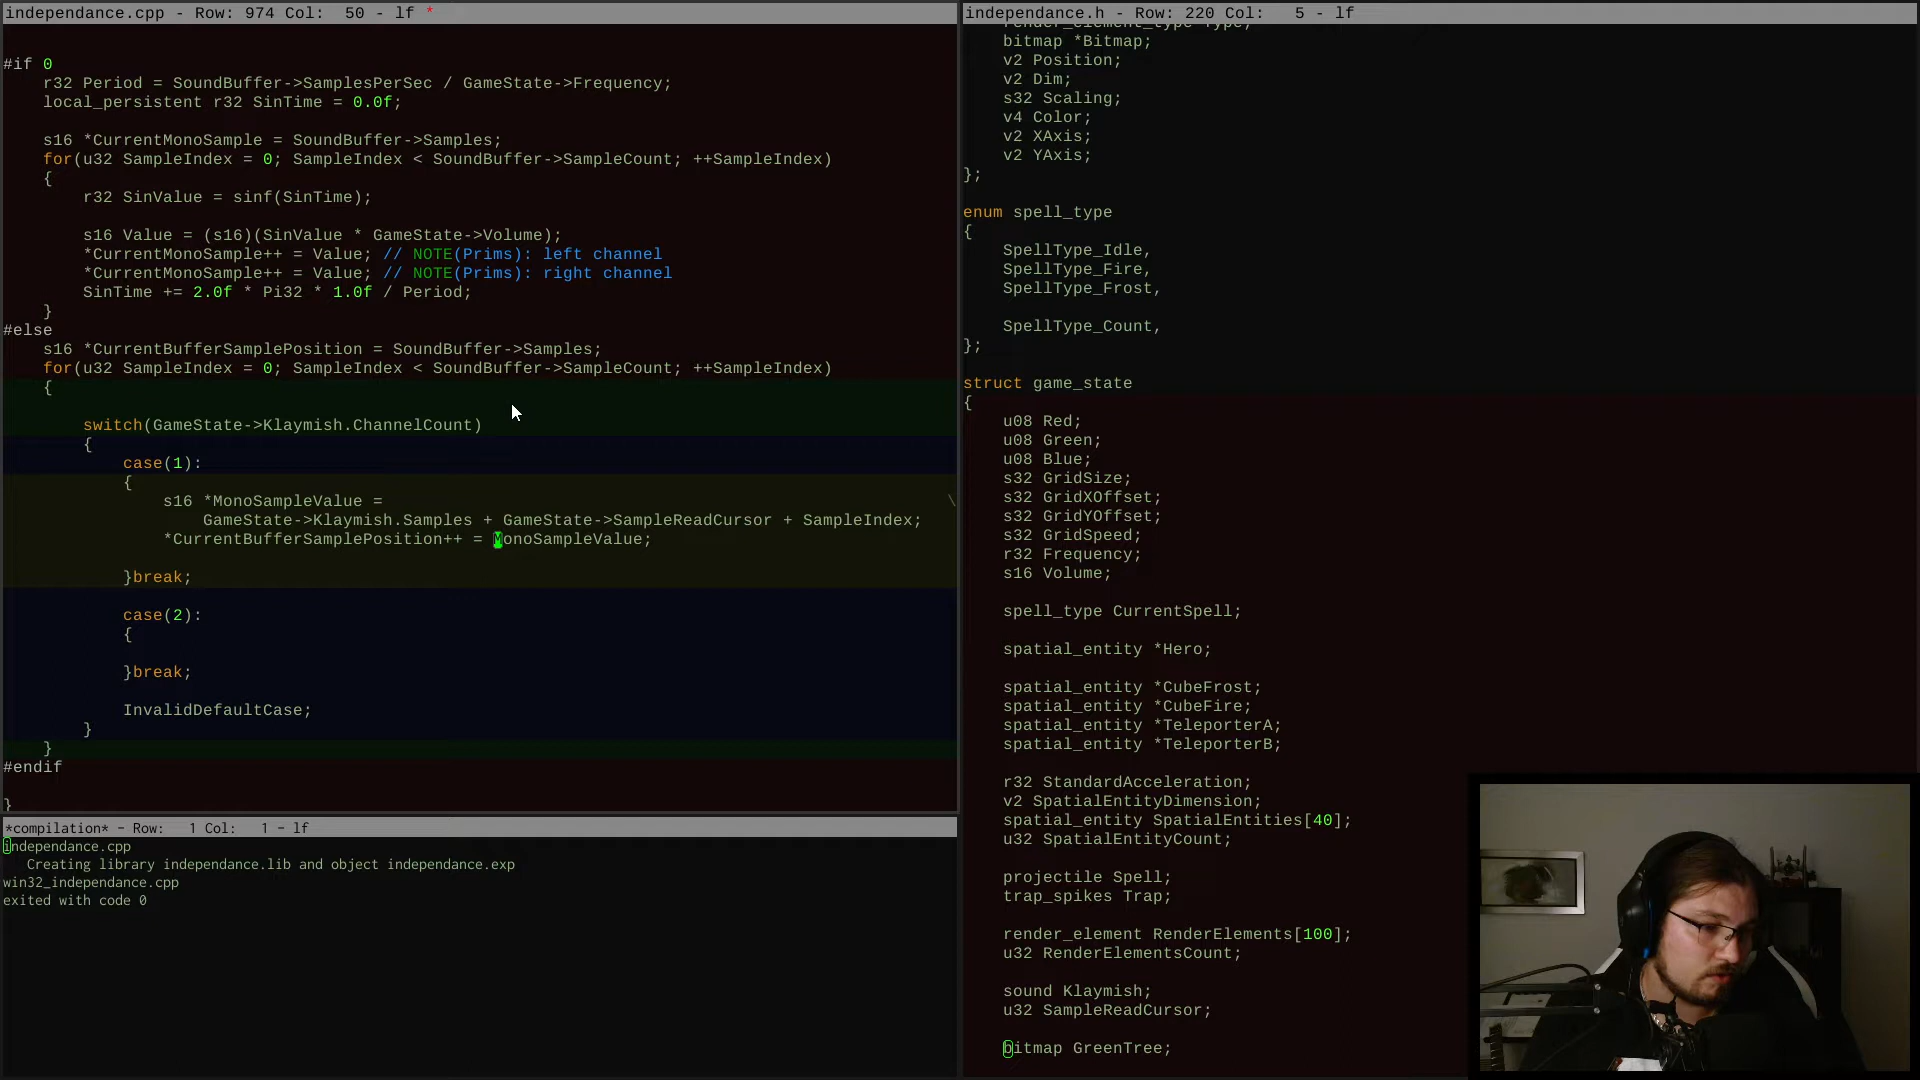 independance.cpp - Row: 974 Col:  50 - lf *
#if 0
    r32 Period = SoundBuffer->SamplesPerSec / GameState->Frequency;
    local_persistent r32 SinTime = 0.0f;
    s16 *CurrentMonoSample = SoundBuffer->Samples;
    for(u32 SampleIndex = 0; SampleIndex < SoundBuffer->SampleCount; ++SampleIndex)
    {
        r32 SinValue = sinf(SinTime);
        s16 Value = (s16)(SinValue * GameState->Volume);
        *CurrentMonoSample++ = Value; // NOTE(Prims): left channel
        *CurrentMonoSample++ = Value; // NOTE(Prims): right channel
        SinTime += 2.0f * Pi32 * 1.0f / Period;
    }
#else
    s16 *CurrentBufferSamplePosition = SoundBuffer->Samples;
    for(u32 SampleIndex = 0; SampleIndex < SoundBuffer->SampleCount; ++SampleIndex)
    {
        switch(GameState->Klaymish.ChannelCount)
        {
            case(1):
            {
                s16 *MonoSampleValue = \
                    GameState->Klaymish.Samples + GameState->SampleReadCursor + SampleIndex;
                *CurrentBufferSamplePosition++ = MonoSampleValue;
            }break;
            case(2):
            {
            }break;
            InvalidDefaultCase;
        }
    }
#endif
}
*compilation* - Row:   1 Col:   1 - lf
independance.cpp
   Creating library independance.lib and object independance.exp
win32_independance.cpp
exited with code 0
independance.h - Row: 220 Col:   5 - lf
    render_element_type Type;
    bitmap *Bitmap;
    v2 Position;
    v2 Dim;
    s32 Scaling;
    v4 Color;
    v2 XAxis;
    v2 YAxis;
};
enum spell_type
{
    SpellType_Idle,
    SpellType_Fire,
    SpellType_Frost,
    SpellType_Count,
};
struct game_state
{
    u08 Red;
    u08 Green;
    u08 Blue;
    s32 GridSize;
    s32 GridXOffset;
    s32 GridYOffset;
    s32 GridSpeed;
    r32 Frequency;
    s16 Volume;
    spell_type CurrentSpell;
    spatial_entity *Hero;
    spatial_entity *CubeFrost;
    spatial_entity *CubeFire;
    spatial_entity *TeleporterA;
    spatial_entity *TeleporterB;
    r32 StandardAcceleration;
    v2 SpatialEntityDimension;
    spatial_entity SpatialEntities[40];
    u32 SpatialEntityCount;
    projectile Spell;
    trap_spikes Trap;
    render_element RenderElements[100];
    u32 RenderElementsCount;
    sound Klaymish;
    u32 SampleReadCursor;
    bitmap GreenTree;